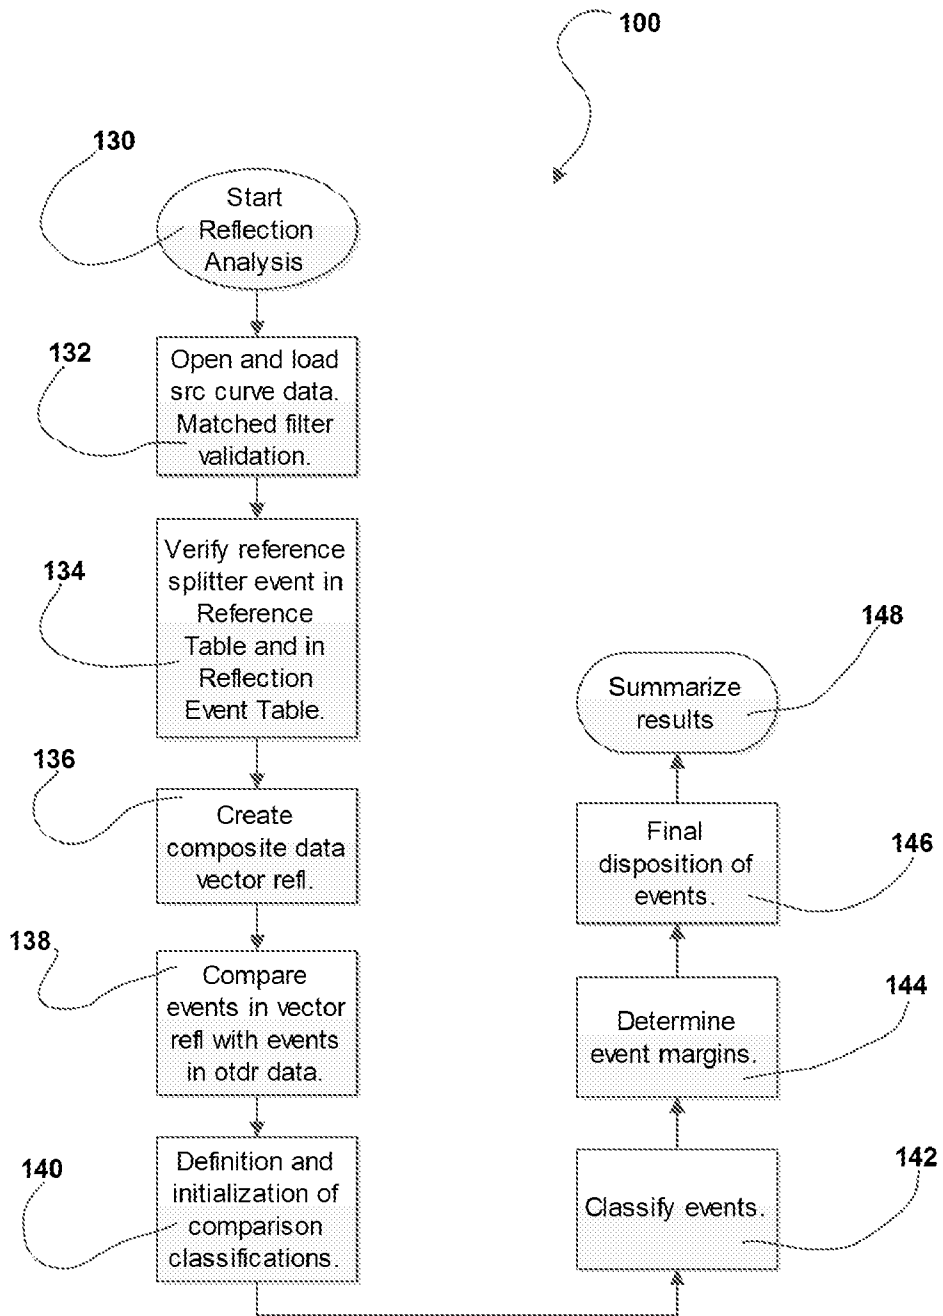 100
130
Start
Reflection
Analysis
132
Open and load
src curve data.
Matched filter
validation.
134
Verify reference
splitter event in
Reference
Table and in
Reflection
Event Table.
136
Create
composite data
vector refl.
138
Compare
events in vector
refl with events
in otdr data.
140
Definition and
initialization of
comparison
classifications.
148
Summarize
results
146
Final
disposition of
events.
144
Determine
event margins.
142
Classify events.